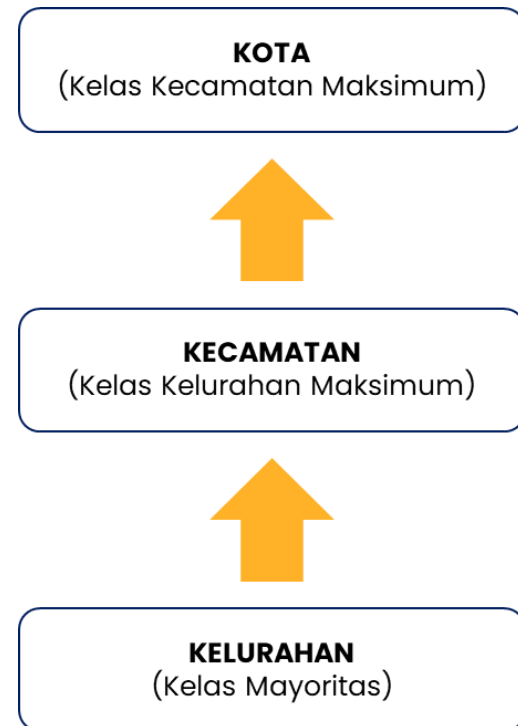 KOTA
(Kelas Kecamatan Maksimum)
KECAMATAN
(Kelas Kelurahan Maksimum)
KELURAHAN
(Kelas Mayoritas)